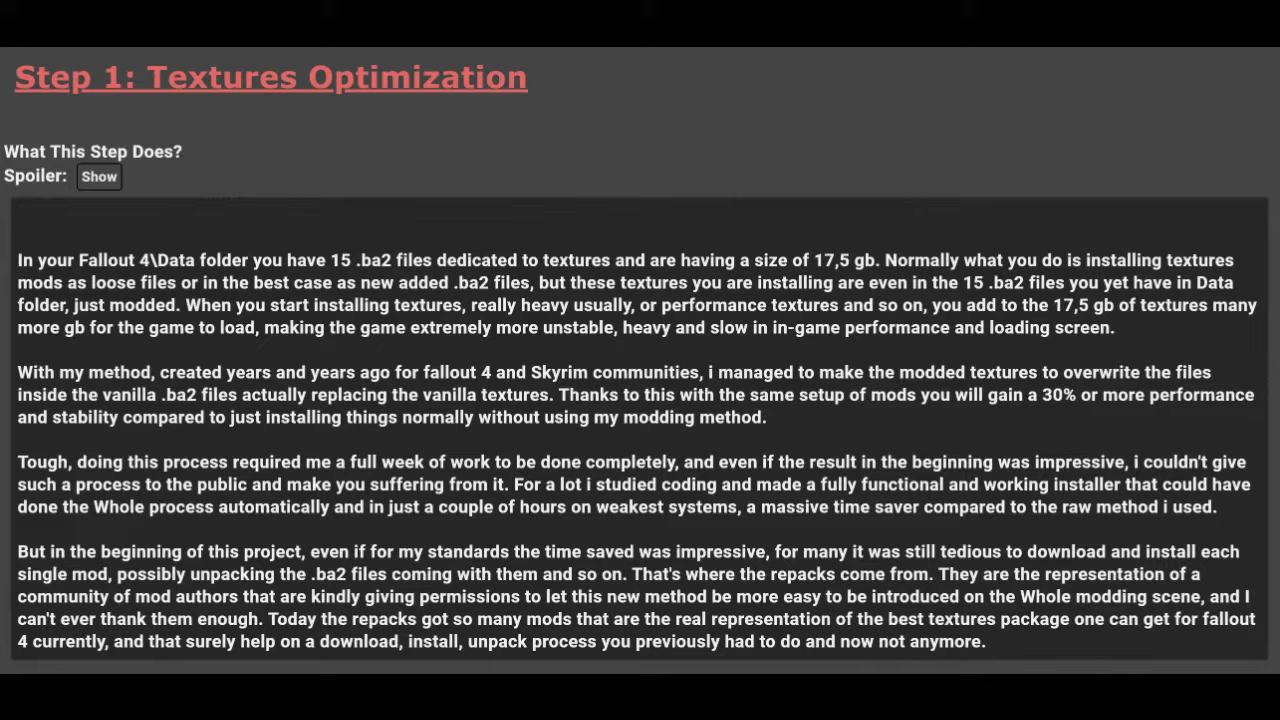 Step 1: Textures Optimization
What This Step Does?
Spoiler: Show
In your Fallout 4\Data folder you have 15 .ba2 files dedicated to textures and are having a size of 17,5 gb. Normally what you do is installing textures
mods as loose files or in the best case as new added .ba2 files, but these textures you are installing are even in the 15 .ba2 files you yet have in Data
folder, just modded. When you start installing textures, really heavy usually, or performance textures and so on, you add to the 17,5 gb of textures many
more gb for the game to load, making the game extremely more unstable, heavy and slow in in-game performance and loading screen.
With my method, created years and years ago for fallout 4 and Skyrim communities, i managed to make the modded textures to overwrite the files
inside the vanilla .ba2 files actually replacing the vanilla textures. Thanks to this with the same setup of mods you will gain a 30% or more performance
and stability compared to just installing things normally without using my modding method.
Tough, doing this process required me a full week of work to be done completely, and even if the result in the beginning was impressive, i couldn't give
such a process to the public and make you suffering from it. For a lot i studied coding and made a fully functional and working installer that could have
done the Whole process automatically and in just a couple of hours on weakest systems, a massive time saver compared to the raw method i used.
But in the beginning of this project, even if for my standards the time saved was impressive, for many it was still tedious to download and install each
single mod, possibly unpacking the .ba2 files coming with them and so on. That's where the repacks come from. They are the representation of a
community of mod authors that are kindly giving permissions to let this new method be more easy to be introduced on the Whole modding scene, and I
can't ever thank them enough. Today the repacks got so many mods that are the real representation of the best textures package one can get for fallout
4 currently, and that surely help on a download, install, unpack process you previously had to do and now not anymore.